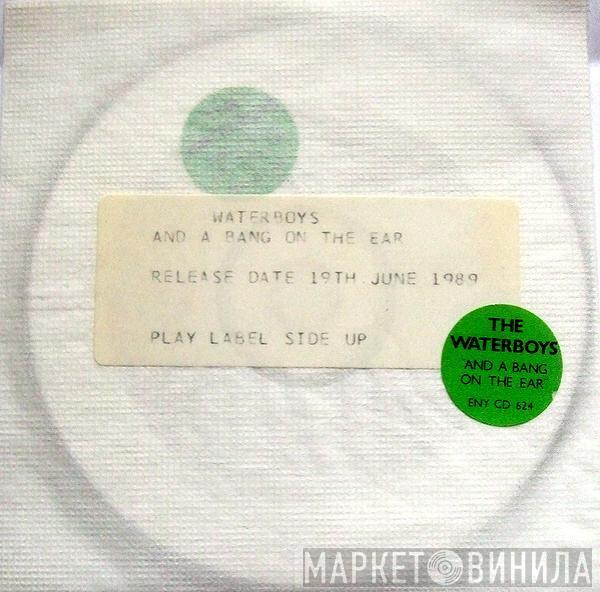 WATERBOYS
AND A BANG ON THE EAR
RELEASE DATE 19TH JUNE 1989
PLAY LABEL SIDE UP
THE
WATERBOYS
AND A BANG
ON THE EAR
ENY CD 624
МАРКЕТ ВИНИЛА